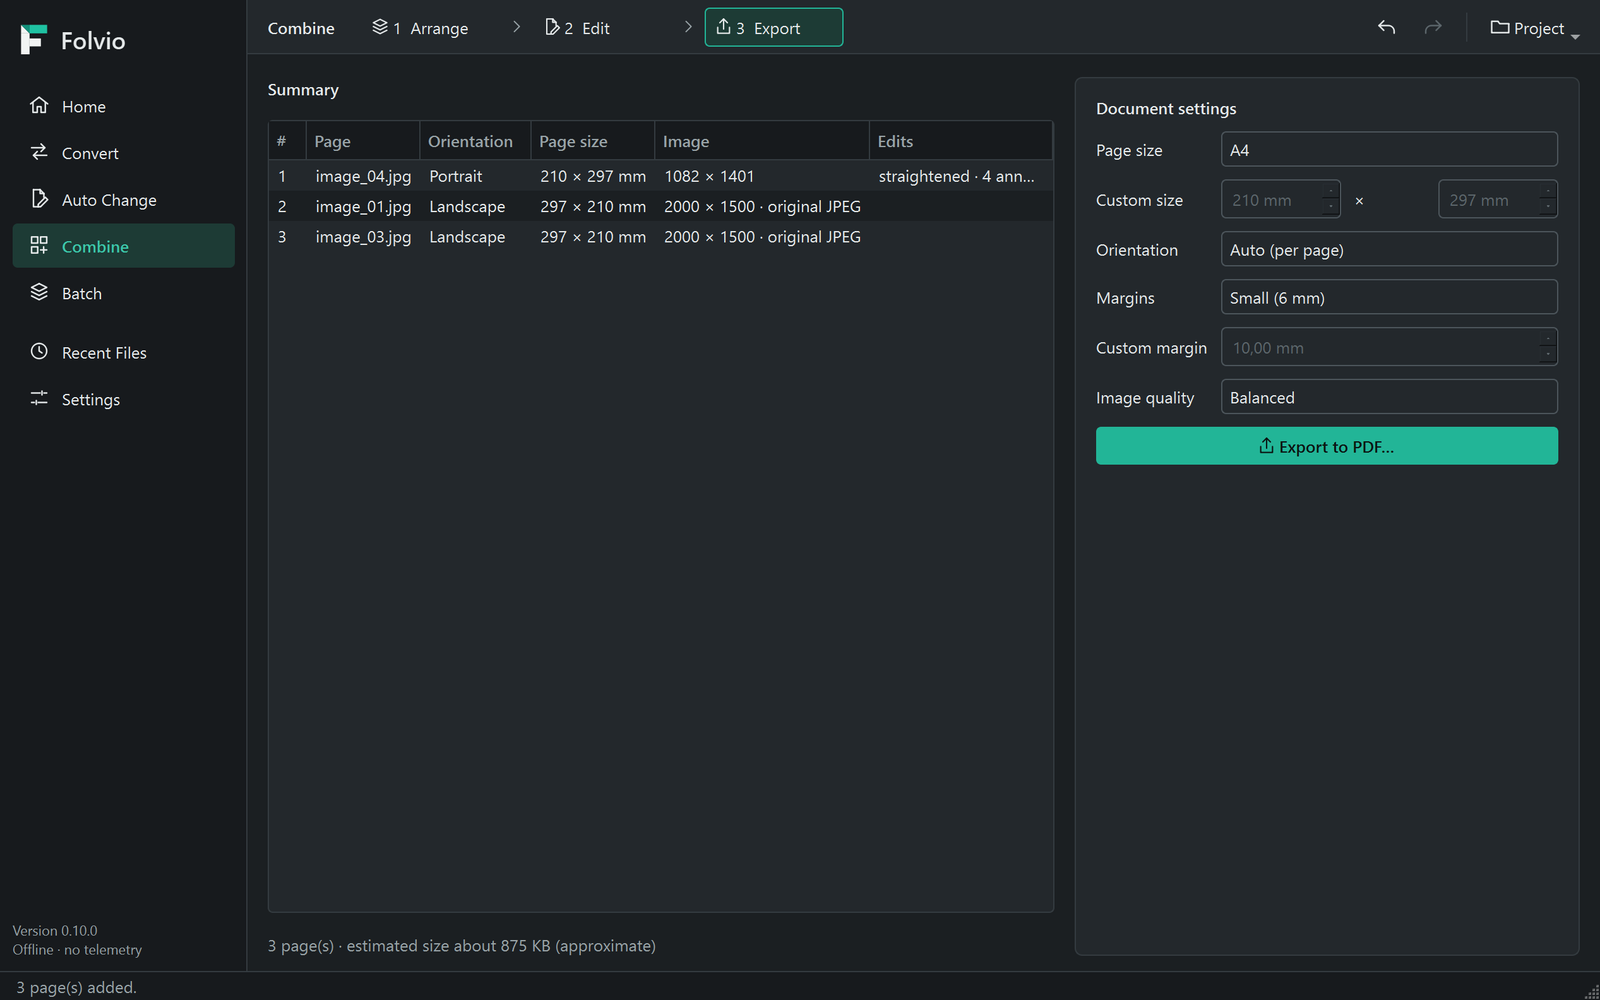 Folvio
Home
Convert
Auto Change
Combine
Batch
Recent Files
Settings
Version 0.10.0
Offline · no telemetry
Combine
1 Arrange
2 Edit
3 Export
Project
Summary
# Page Orientation Page size Image Edits
1 image_04.jpg Portrait 210 × 297 mm 1082 × 1401 straightened · 4 ann...
2 image_01.jpg Landscape 297 × 210 mm 2000 × 1500 · original JPEG
3 image_03.jpg Landscape 297 × 210 mm 2000 × 1500 · original JPEG
3 page(s) · estimated size about 875 KB (approximate)
Document settings
Page size A4
Custom size 210 mm × 297 mm
Orientation Auto (per page)
Margins Small (6 mm)
Custom margin 10,00 mm
Image quality Balanced
Export to PDF...
3 page(s) added.